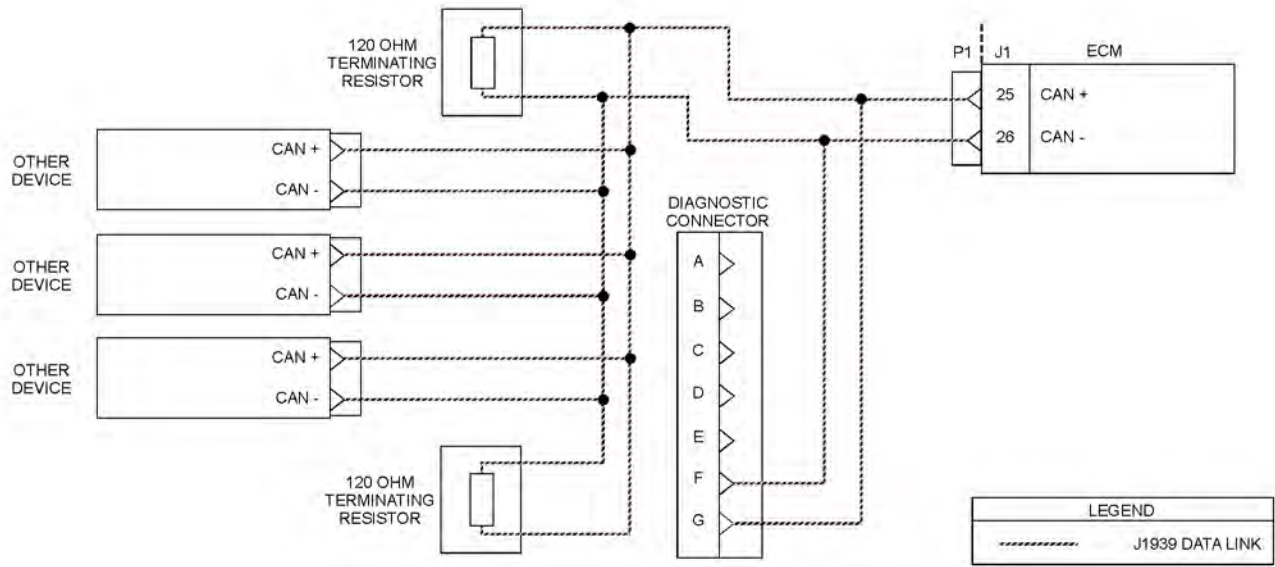 120 OHM
TERMINATING
RESISTOR
P1
J1
ECM
25
CAN +
26
CAN -
OTHER
DEVICE
CAN +
CAN -
OTHER
DEVICE
CAN +
CAN -
OTHER
DEVICE
CAN +
CAN -
DIAGNOSTIC
CONNECTOR
A
B
C
D
E
F
G
120 OHM
TERMINATING
RESISTOR
LEGEND
J1939 DATA LINK